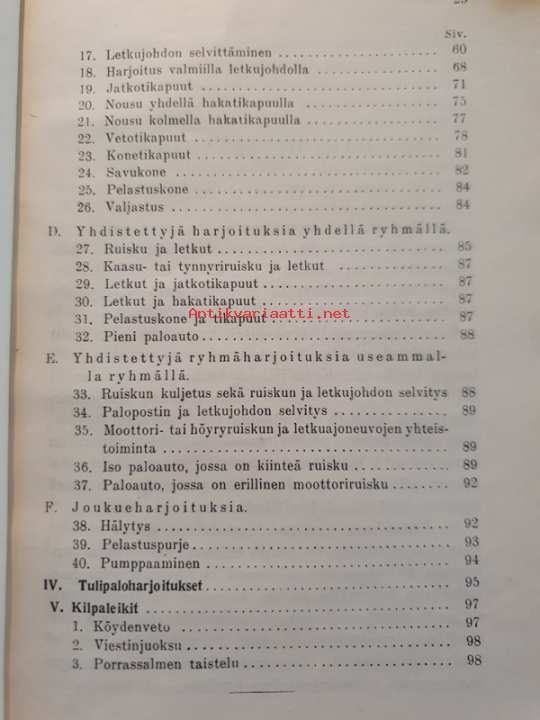 Siv.
17. Letkujohdon selvittäminen 60
18. Harjoitus valmiilla letkujohdolla 68
19. Jatkotikapuut 71
20. Nousu yhdellä hakatikapuulla 75
21. Nousu kolmella hakatikapuulla 77
22. Vetotikapuut 78
23. Konetikapuut 81
24. Savukone 82
25. Pelastuskone 84
26. Valjastus 84
D. Yhdistettyjä harjoituksia yhdellä ryhmällä.
27. Ruisku ja letkut 85
28. Kaasu- tai tynnyriruisku ja letkut 87
29. Letkut ja jatkotikapuut 87
30. Letkut ja hakatikapuut 87
Antikvariaatti.net
31. Pelastuskone ja tikapuut 87
32. Pieni paloauto 88
E. Yhdistettyjä ryhmäharjoituksia useammal-
la ryhmällä.
33. Ruiskun kuljetus sekä ruiskun ja letkujohdon selvitys 88
34. Palopostin ja letkujohdon selvitys 89
35. Moottori- tai höyryruiskun ja letkuajoneuvojen yhteis-
toiminta 89
36. Iso paloauto, jossa on kiinteä ruisku 89
37. Paloauto, jossa on erillinen moottoriruisku 92
F. Joukueharjoituksia.
38. Hälytys 92
39. Pelastuspurje 93
40. Pumppaaminen 94
IV. Tulipaloharjoitukset 95
V. Kilpaleikit 97
1. Köydenveto 97
2. Viestinjuoksu 98
3. Porrassalmen taistelu 98